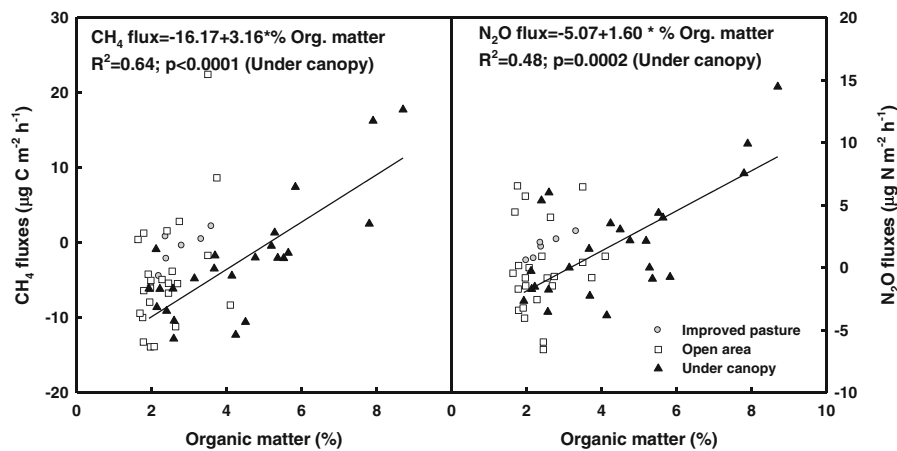 CH₄ flux=-16.17+3.16*% Org. matter
R²=0.64; p<0.0001 (Under canopy)
30
20
10
0
-10
-20
CH₄ fluxes (µg C m⁻² h⁻¹)
0
2
4
6
8
Organic matter (%)
N₂O flux=-5.07+1.60 * % Org. matter
R²=0.48; p=0.0002 (Under canopy)
Improved pasture
Open area
Under canopy
20
15
10
5
0
-5
-10
N₂O fluxes (µg N m⁻² h⁻¹)
0
2
4
6
8
10
Organic matter (%)